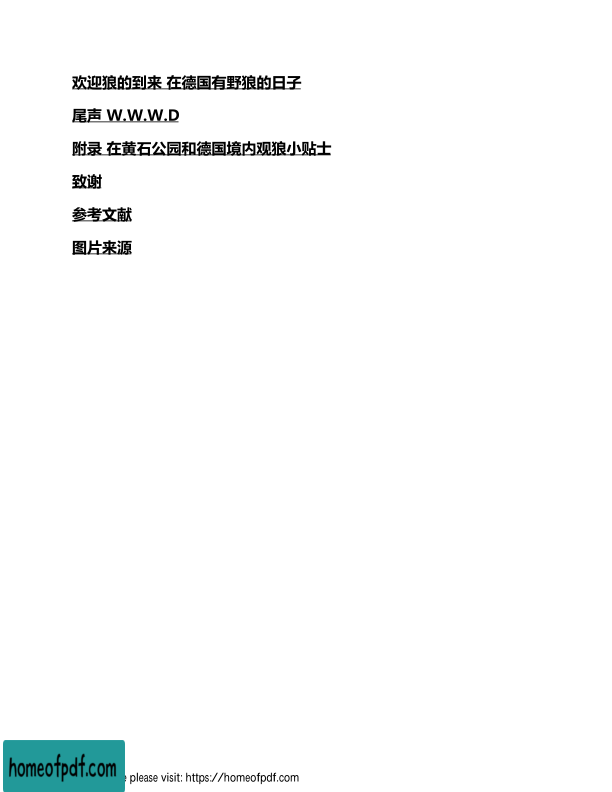 欢迎狼的到来 在德国有野狼的日子
尾声 W.W.W.D
附录 在黄石公园和德国境内观狼小贴士
致谢
参考文献
图片来源
homeofpdf.com
please visit: https://homeofpdf.com